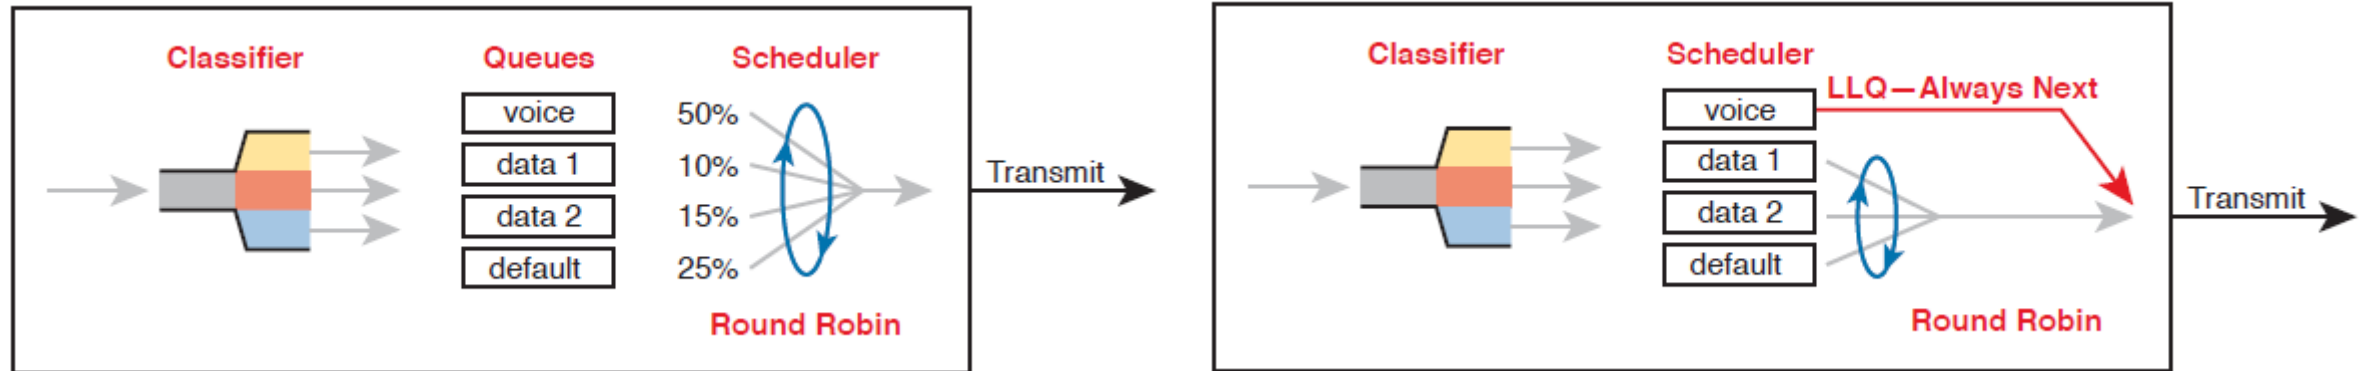 Classifier
Queues
Scheduler
voice
data 1
data 2
default
50%
10%
15%
25%
Round Robin
Transmit
Classifier
Scheduler
LLQ—Always Next
voice
data 1
data 2
default
Round Robin
Transmit